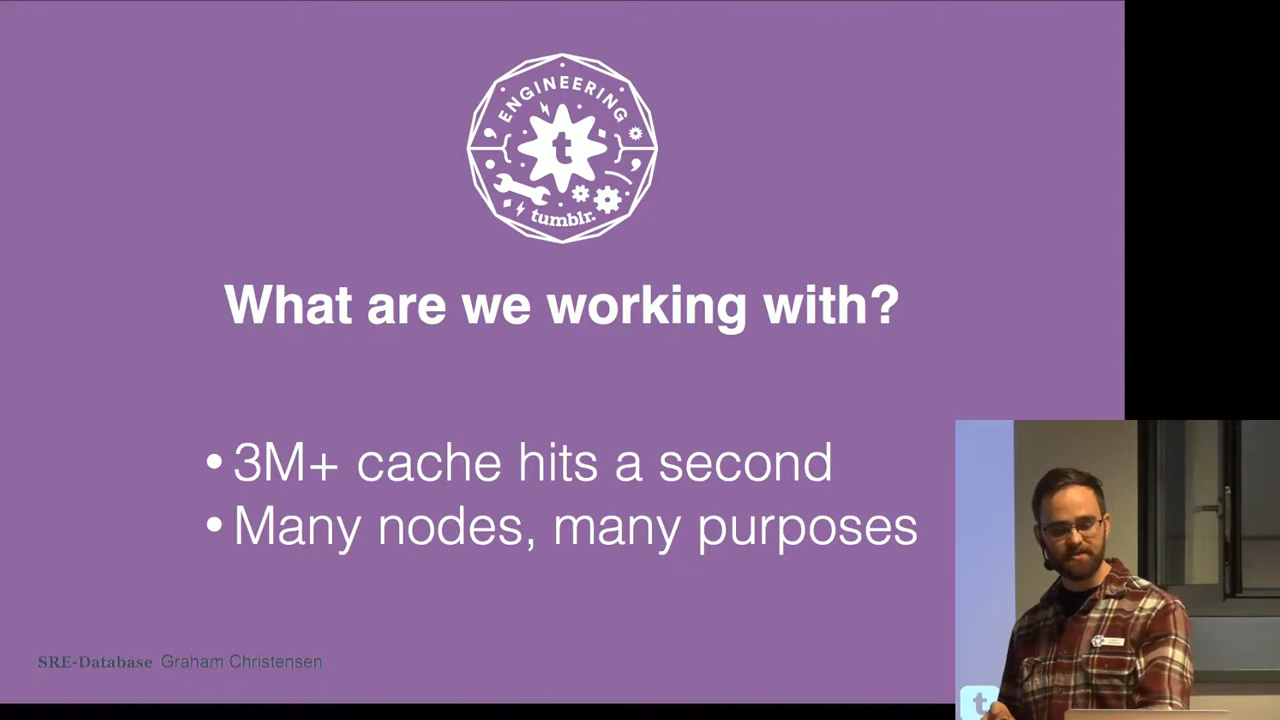 ENGINEERING
t
tumblr.
What are we working with?
• 3M+ cache hits a second
• Many nodes, many purposes
SRE-Database Graham Christensen
t